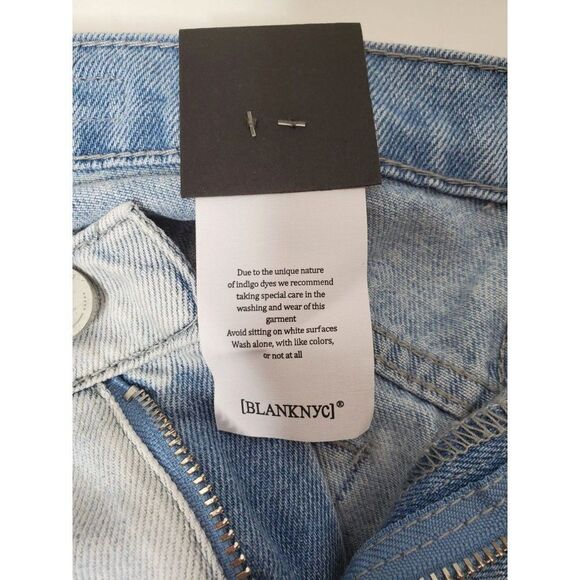 Due to the unique nature
of indigo dyes we recommend
taking special care in the
washing and wear of this
garment
Avoid sitting on white surfaces
Wash alone, with like colors,
or not at all
[BLANKNYC]®